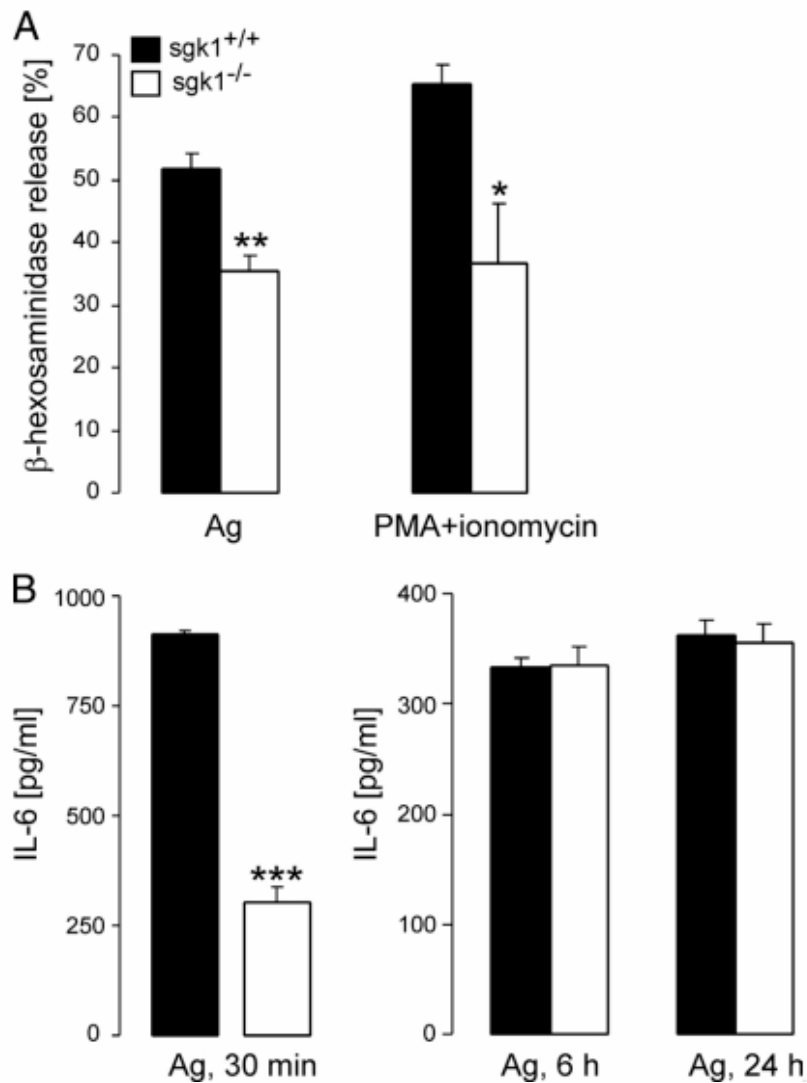 A
sgk1+/+
sgk1-/-
β-hexosaminidase release [%]
70
60
50
40
30
20
10
0
**
*
Ag
PMA+ionomycin
B
IL-6 [pg/ml]
1000
750
500
250
0
***
Ag, 30 min
IL-6 [pg/ml]
400
300
200
100
0
Ag, 6 h
Ag, 24 h